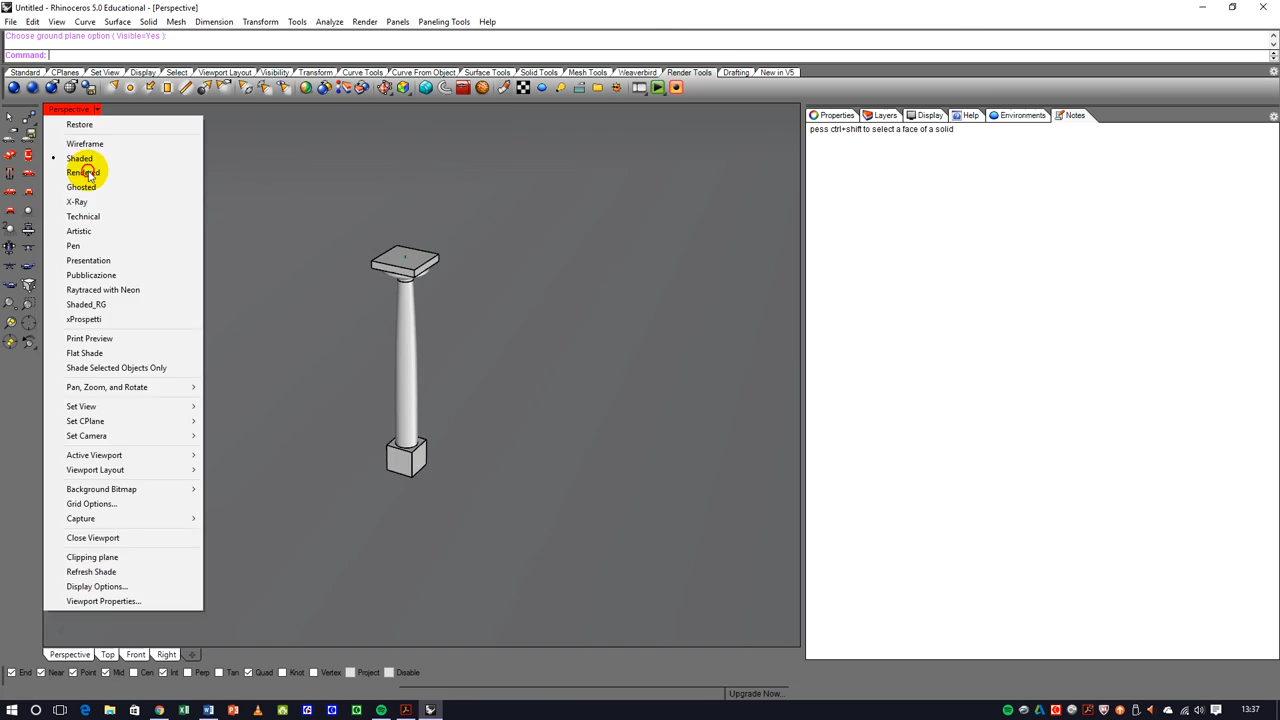 Untitled - Rhinoceros 5.0 Educational - [Perspective]
File Edit View Curve Surface Solid Mesh Dimension Transform Tools Analyze Render Panels Paneling Tools Help
Choose ground plane option ( Visible=Yes ):
Command:
Standard CPlanes Set View Display Select Viewport Layout Visibility Transform Curve Tools Curve From Object Surface Tools Solid Tools Mesh Tools Weaverbird Render Tools Drafting New in V5
Perspective
Properties Layers Display Help Environments Notes
pess ctrl+shift to select a face of a solid
Restore
Wireframe
Shaded
Rendered
Ghosted
X-Ray
Technical
Artistic
Pen
Presentation
Pubblicazione
Raytraced with Neon
Shaded_RG
xProspetti
Print Preview
Flat Shade
Shade Selected Objects Only
Pan, Zoom, and Rotate
Set View
Set CPlane
Set Camera
Active Viewport
Viewport Layout
Background Bitmap
Grid Options...
Capture
Close Viewport
Clipping plane
Refresh Shade
Display Options...
Viewport Properties...
Perspective Top Front Right
End Near Point Mid Cen Int Perp Tan Quad Knot Vertex Project Disable
Upgrade Now...
13:37